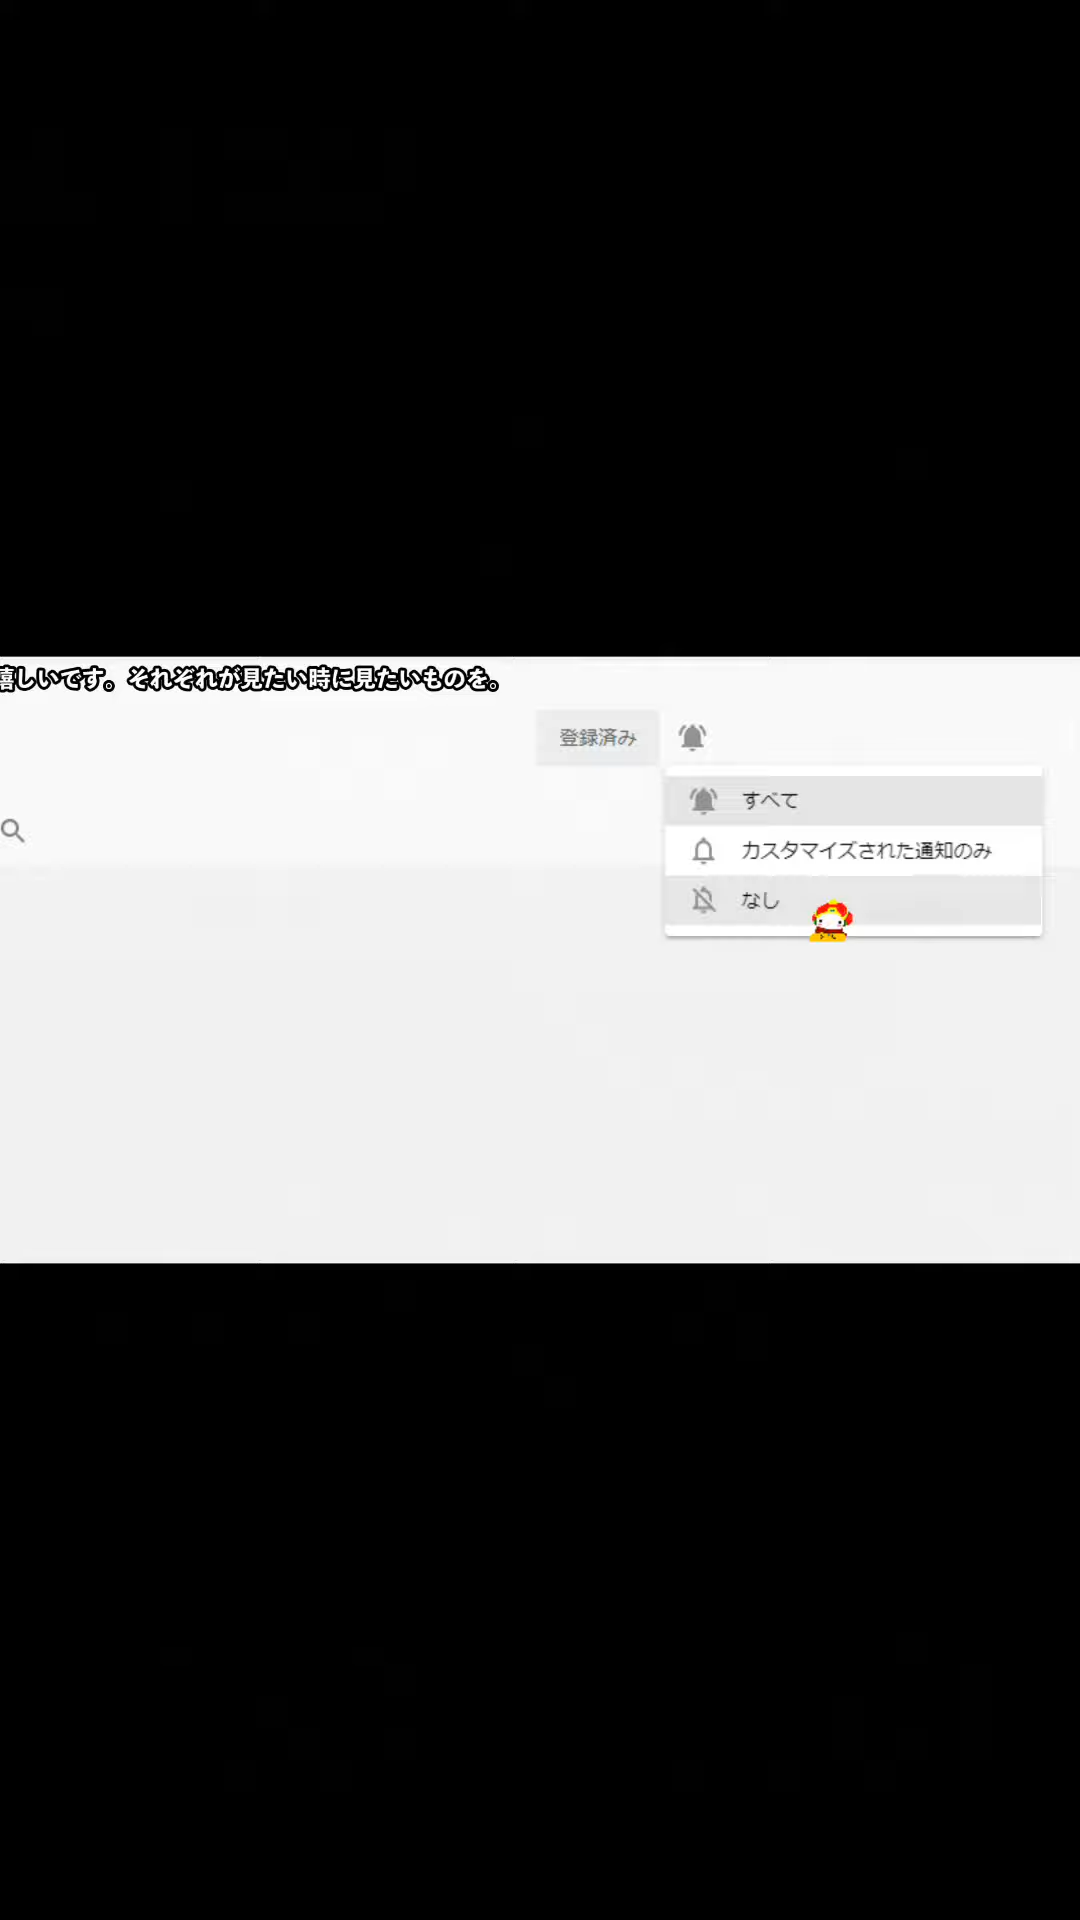 嬉しいです。それぞれが見たい時に見たいものを。
登録済み
すべて
カスタマイズされた通知のみ
なし